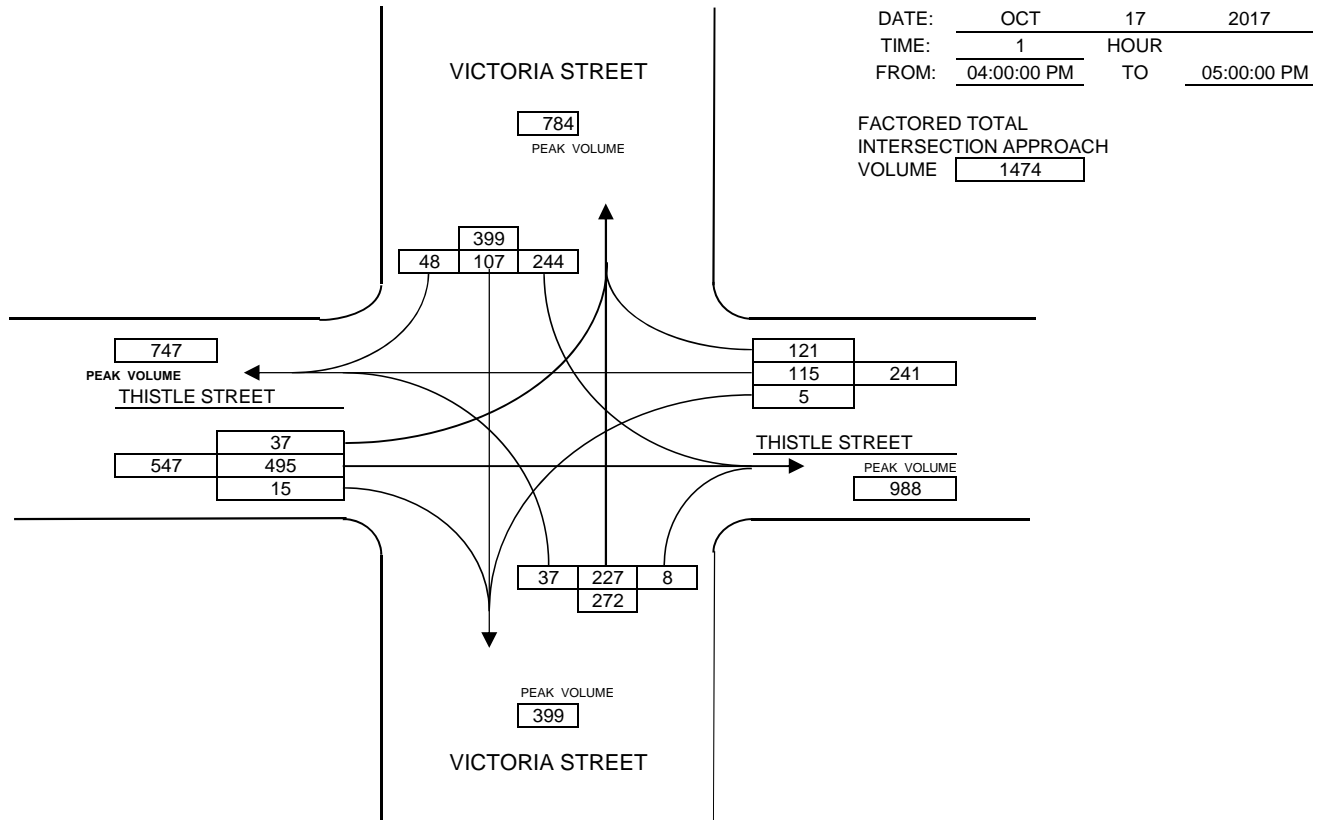 DATE: OCT 17 2017
TIME: 1 HOUR
FROM: 04:00:00 PM TO 05:00:00 PM
FACTORED TOTAL
INTERSECTION APPROACH
VOLUME 1474
VICTORIA STREET
784
PEAK VOLUME
399
48 107 244
747
PEAK VOLUME
THISTLE STREET
121
115 241
5
37
547 495
15
THISTLE STREET
PEAK VOLUME
988
37 227 8
272
PEAK VOLUME
399
VICTORIA STREET